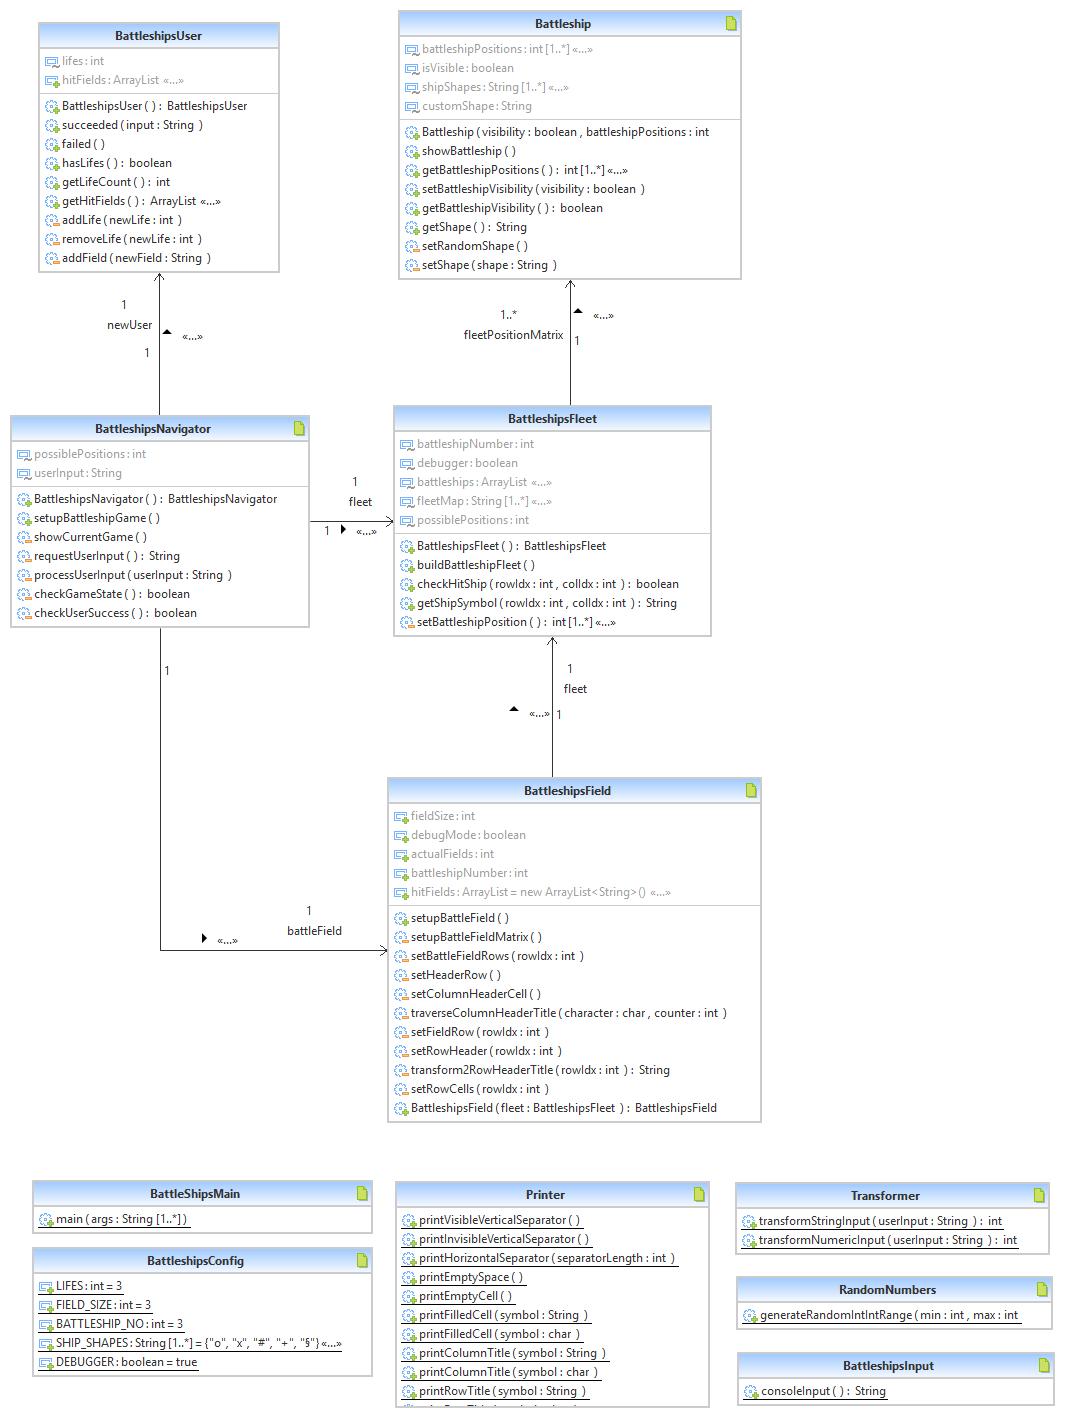 BattleshipsUser
lifes : int
hitFields : ArrayList «...»
BattleshipsUser ( ) : BattleshipsUser
succeeded ( input : String )
failed ( )
hasLifes ( ) : boolean
getLifeCount ( ) : int
getHitFields ( ) : ArrayList «...»
addLife ( newLife : int )
removeLife ( newLife : int )
addField ( newField : String )
Battleship
battleshipPositions : int [1..*] «...»
isVisible : boolean
shipShapes : String [1..*] «...»
customShape : String
Battleship ( visibility : boolean , battleshipPositions : int
showBattleship ( )
getBattleshipPositions ( ) : int [1..*] «...»
setBattleshipVisibility ( visibility : boolean )
getBattleshipVisibility ( ) : boolean
getShape ( ) : String
setRandomShape ( )
setShape ( shape : String )
1
newUser
«...»
1
1..*
«...»
fleetPositionMatrix
1
BattleshipsNavigator
possiblePositions : int
userInput : String
BattleshipsNavigator ( ) : BattleshipsNavigator
setupBattleshipGame ( )
showCurrentGame ( )
requestUserInput ( ) : String
processUserInput ( userInput : String )
checkGameState ( ) : boolean
checkUserSuccess ( ) : boolean
1
fleet
1
«...»
BattleshipsFleet
battleshipNumber : int
debugger : boolean
battleships : ArrayList «...»
fleetMap : String [1..*] «...»
possiblePositions : int
BattleshipsFleet ( ) : BattleshipsFleet
buildBattleshipFleet ( )
checkHitShip ( rowIdx : int , colIdx : int ) : boolean
getShipSymbol ( rowIdx : int , colIdx : int ) : String
setBattleshipPosition ( ) : int [1..*] «...»
1
1
fleet
«...»
1
BattleshipsField
fieldSize : int
debugMode : boolean
actualFields : int
battleshipNumber : int
hitFields : ArrayList = new ArrayList<String>() «...»
setupBattleField ( )
setupBattleFieldMatrix ( )
setBattleFieldRows ( rowIdx : int )
setHeaderRow ( )
setColumnHeaderCell ( )
traverseColumnHeaderTitle ( character : char , counter : int )
setFieldRow ( rowIdx : int )
setRowHeader ( rowIdx : int )
transform2RowHeaderTitle ( rowIdx : int ) : String
setRowCells ( rowIdx : int )
BattleshipsField ( fleet : BattleshipsFleet ) : BattleshipsField
1
battleField
«...»
BattleShipsMain
main ( args : String [1..*] )
BattleshipsConfig
LIFES : int = 3
FIELD_SIZE : int = 3
BATTLESHIP_NO : int = 3
SHIP_SHAPES : String [1..*] = {"o", "x", "#", "+", "§"} «...»
DEBUGGER : boolean = true
Printer
printVisibleVerticalSeparator ( )
printInvisibleVerticalSeparator ( )
printHorizontalSeparator ( separatorLength : int )
printEmptySpace ( )
printEmptyCell ( )
printFilledCell ( symbol : String )
printFilledCell ( symbol : char )
printColumnTitle ( symbol : String )
printColumnTitle ( symbol : char )
printRowTitle ( symbol : String )
Transformer
transformStringInput ( userInput : String ) : int
transformNumericInput ( userInput : String ) : int
RandomNumbers
generateRandomIntIntRange ( min : int , max : int
BattleshipsInput
consoleInput ( ) : String